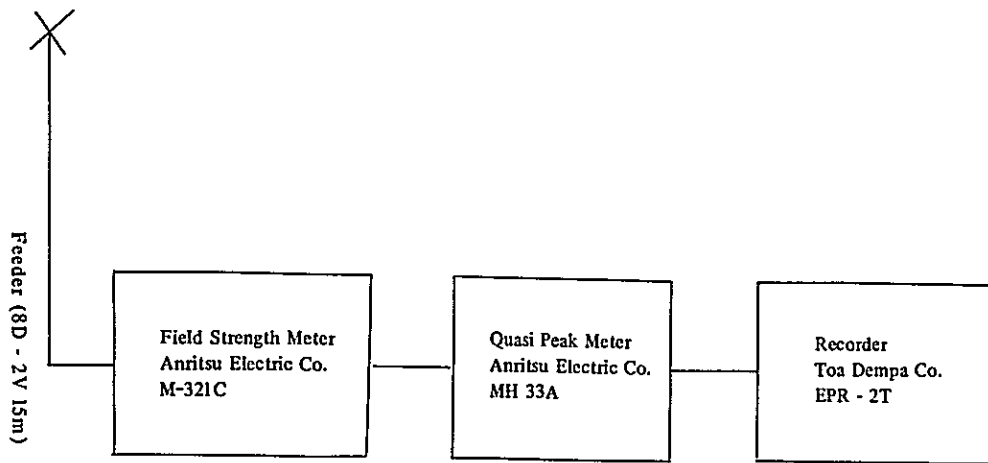 Feeder (8D - 2V 15m)
Field Strength Meter
Anritsu Electric Co.
M-321C
Quasi Peak Meter
Anritsu Electric Co.
MH 33A
Recorder
Toa Dempa Co.
EPR - 2T